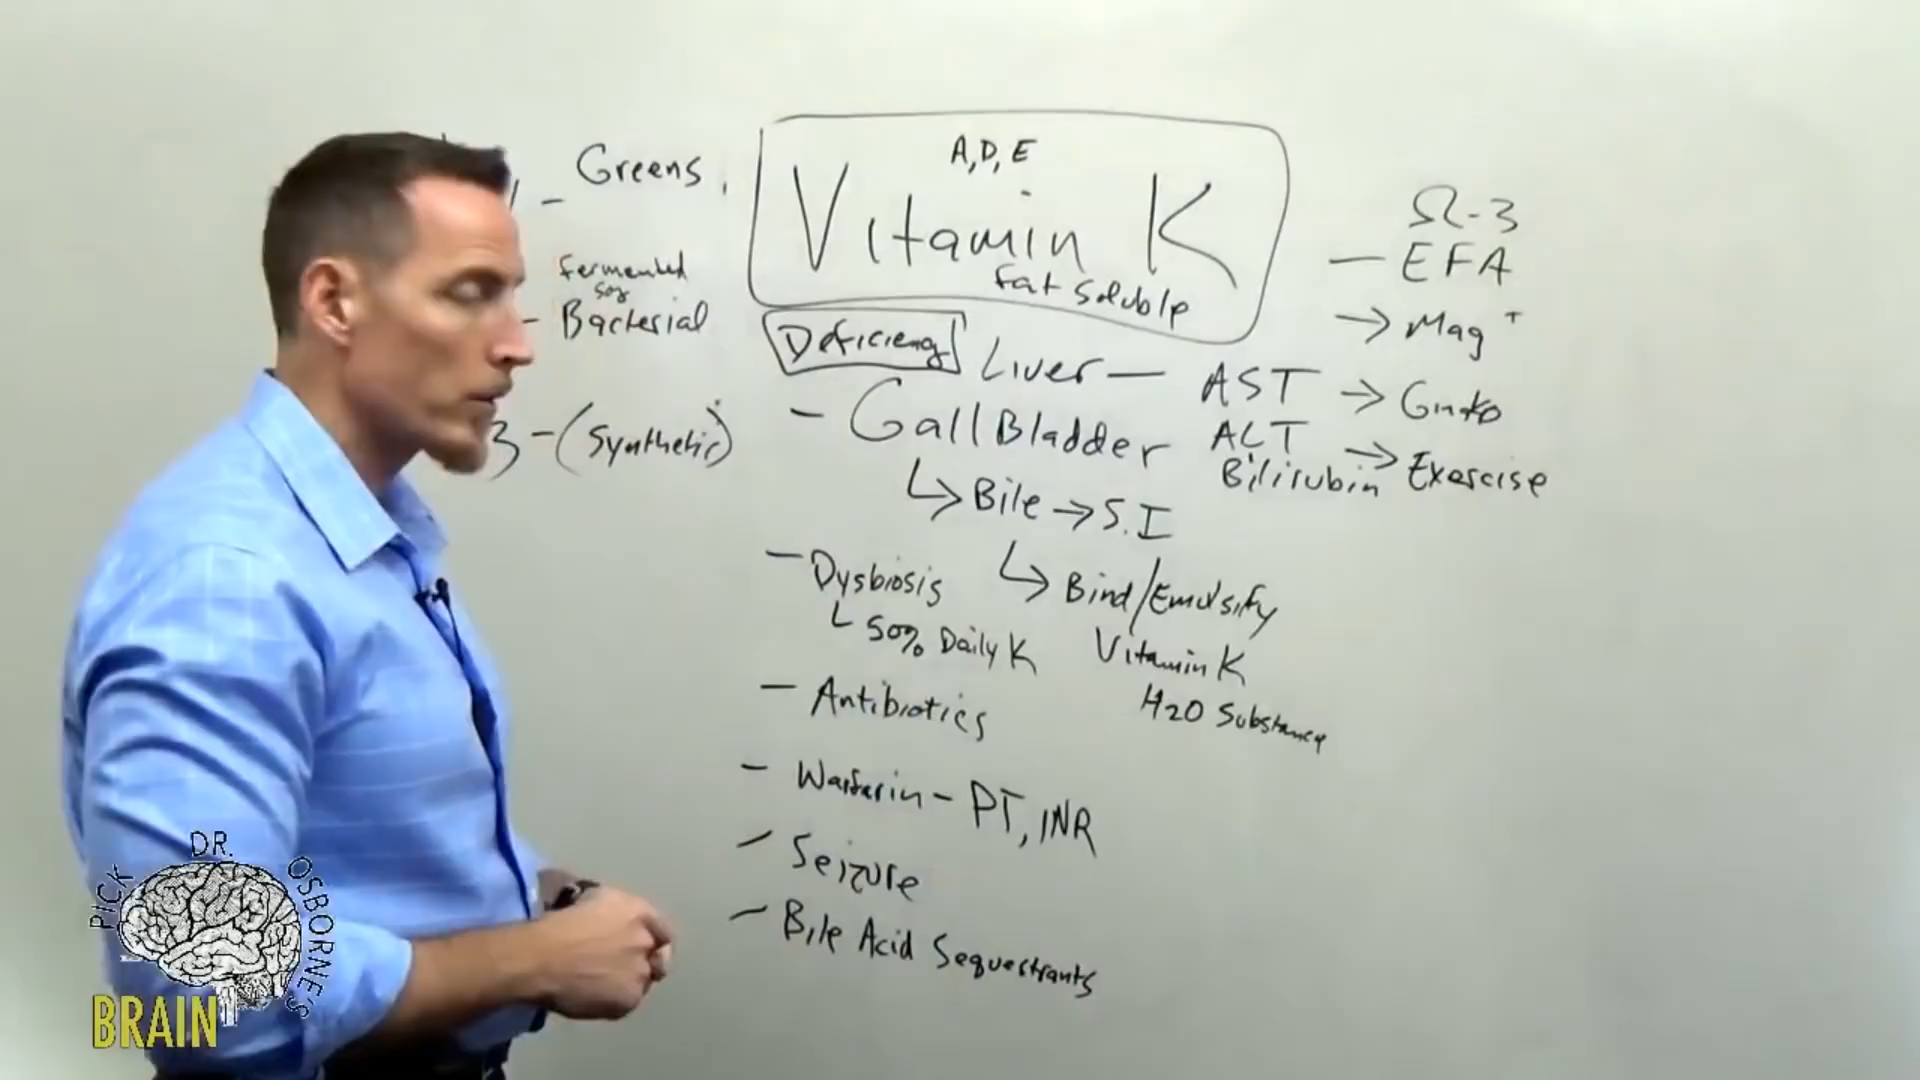 - Greens
Fermented
soy
- Bacterial
3 - (Synthetic)
A, D, E
Vitamin K
Fat Soluble
Deficiency
Liver — AST
ALT
Bilirubin
- GallBladder
Bile → S.I
Bind/Emulsify
Vitamin K
H2O Substance
- Dysbiosis
50% Daily K
- Antibiotics
- Warfarin - PT, INR
- Seizure
- Bile Acid Sequestrants
Ω-3
— EFA
→ Mag +
→ Ginko
→ Exercise
PICK DR. OSBORNE'S
BRAIN